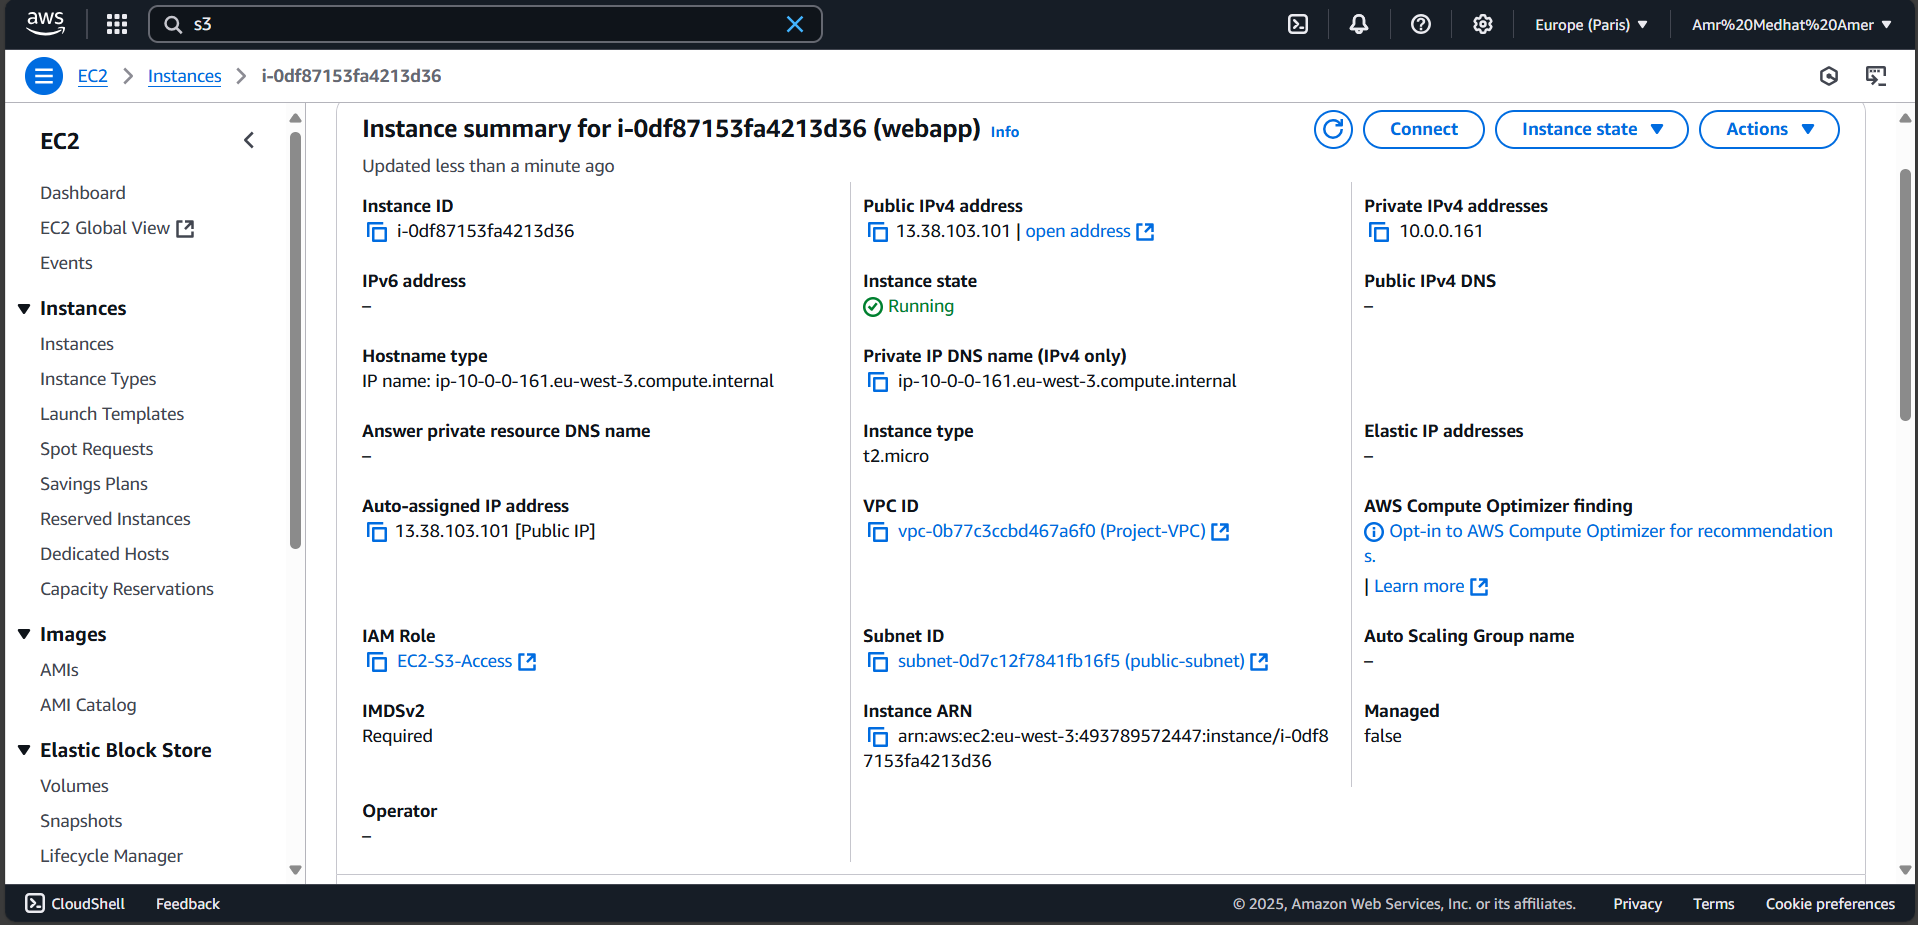 aws
s3
Europe (Paris)
Amr%20Medhat%20Amer
EC2
Instances
i-0df87153fa4213d36
EC2
Dashboard
EC2 Global View
Events
Instances
Instances
Instance Types
Launch Templates
Spot Requests
Savings Plans
Reserved Instances
Dedicated Hosts
Capacity Reservations
Images
AMIs
AMI Catalog
Elastic Block Store
Volumes
Snapshots
Lifecycle Manager
Instance summary for i-0df87153fa4213d36 (webapp) Info
Updated less than a minute ago
Connect
Instance state
Actions
Instance ID
i-0df87153fa4213d36
Public IPv4 address
13.38.103.101 | open address
Private IPv4 addresses
10.0.0.161
IPv6 address
–
Instance state
Running
Public IPv4 DNS
–
Hostname type
IP name: ip-10-0-0-161.eu-west-3.compute.internal
Private IP DNS name (IPv4 only)
ip-10-0-0-161.eu-west-3.compute.internal
Answer private resource DNS name
–
Instance type
t2.micro
Elastic IP addresses
–
Auto-assigned IP address
13.38.103.101 [Public IP]
VPC ID
vpc-0b77c3ccbd467a6f0 (Project-VPC)
AWS Compute Optimizer finding
Opt-in to AWS Compute Optimizer for recommendation
s.
| Learn more
IAM Role
EC2-S3-Access
Subnet ID
subnet-0d7c12f7841fb16f5 (public-subnet)
Auto Scaling Group name
–
IMDSv2
Required
Instance ARN
arn:aws:ec2:eu-west-3:493789572447:instance/i-0df8
7153fa4213d36
Managed
false
Operator
–
CloudShell
Feedback
© 2025, Amazon Web Services, Inc. or its affiliates.
Privacy
Terms
Cookie preferences